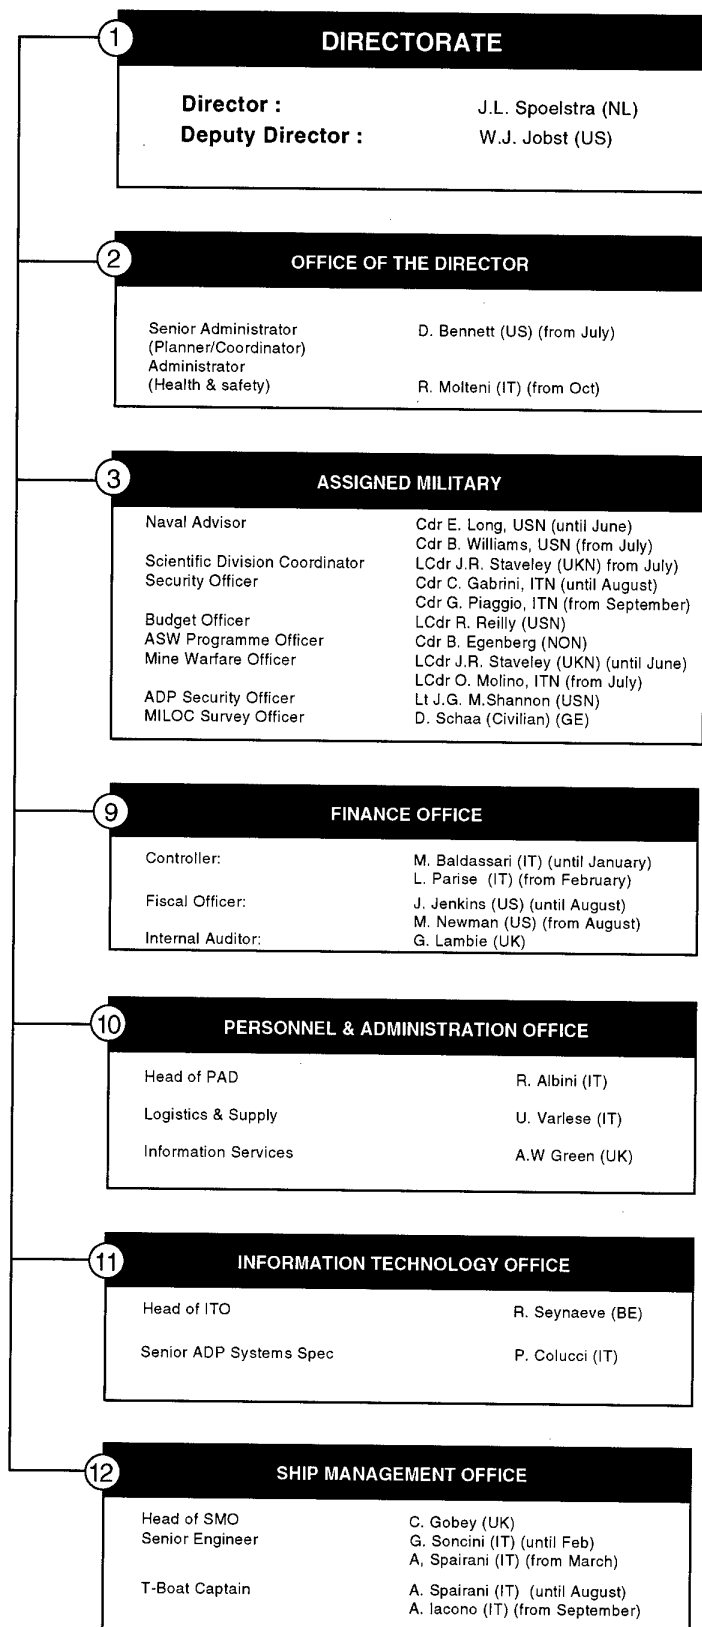 1 DIRECTORATE
Director : J.L. Spoelstra (NL)
Deputy Director : W.J. Jobst (US)
2 OFFICE OF THE DIRECTOR
Senior Administrator D. Bennett (US) (from July)
(Planner/Coordinator)
Administrator
(Health & safety) R. Molteni (IT) (from Oct)
3 ASSIGNED MILITARY
Naval Advisor Cdr E. Long, USN (until June)
Cdr B. Williams, USN (from July)
Scientific Division Coordinator LCdr J.R. Staveley (UKN) from July)
Security Officer Cdr C. Gabrini, ITN (until August)
Cdr G. Piaggio, ITN (from September)
Budget Officer LCdr R. Reilly (USN)
ASW Programme Officer Cdr B. Egenberg (NON)
Mine Warfare Officer LCdr J.R. Staveley (UKN) (until June)
LCdr O. Molino, ITN (from July)
ADP Security Officer Lt J.G. M.Shannon (USN)
MILOC Survey Officer D. Schaa (Civilian) (GE)
9 FINANCE OFFICE
Controller: M. Baldassari (IT) (until January)
L. Parise (IT) (from February)
Fiscal Officer: J. Jenkins (US) (until August)
M. Newman (US) (from August)
Internal Auditor: G. Lambie (UK)
10 PERSONNEL & ADMINISTRATION OFFICE
Head of PAD R. Albini (IT)
Logistics & Supply U. Varlese (IT)
Information Services A.W Green (UK)
11 INFORMATION TECHNOLOGY OFFICE
Head of ITO R. Seynaeve (BE)
Senior ADP Systems Spec P. Colucci (IT)
12 SHIP MANAGEMENT OFFICE
Head of SMO C. Gobey (UK)
Senior Engineer G. Soncini (IT) (until Feb)
A, Spairani (IT) (from March)
T-Boat Captain A. Spairani (IT) (until August)
A. Iacono (IT) (from September)